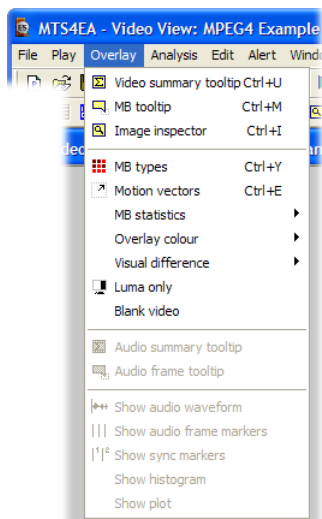 MTS4EA - Video View: MPEG4 Example
File Play Overlay Analysis Edit Alert Windo
Video summary tooltip Ctrl+U
MB tooltip Ctrl+M
Image inspector Ctrl+I
MB types Ctrl+Y
Motion vectors Ctrl+E
MB statistics
Overlay colour
Visual difference
Luma only
Blank video
Audio summary tooltip
Audio frame tooltip
Show audio waveform
Show audio frame markers
Show sync markers
Show histogram
Show plot